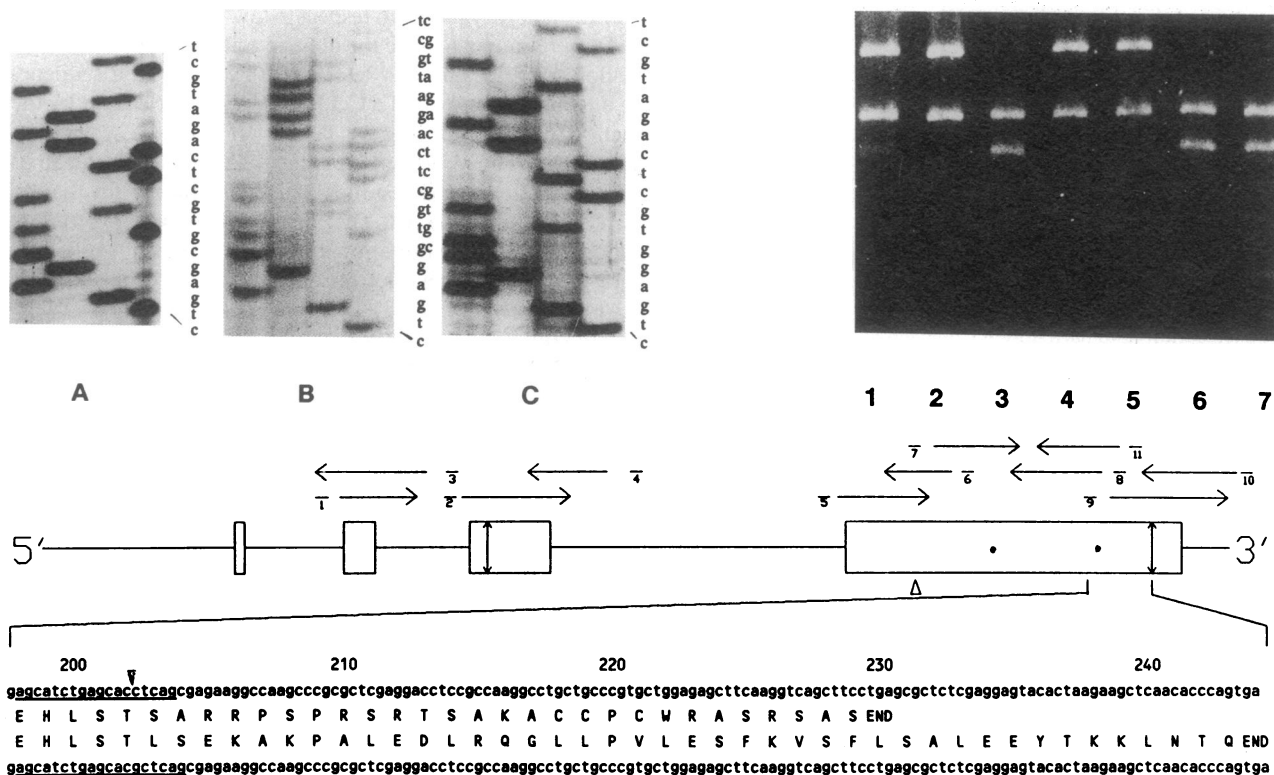 t
c
g
t
a
g
a
c
t
c
g
t
g
c
g
a
g
t
c
tc
cg
gt
ta
ag
ga
ac
ct
tc
cg
gt
tg
gc
g
a
g
t
c
t
c
g
t
a
g
a
c
t
c
g
t
g
g
a
g
t
c
A B C
1 2 3 4 5 6 7
7 11
3 4 6 8 10
1 2 5 9
5' 3'
200 210 220 230 240
gagcatctgagcacctcagcgagaaggccaagcccgcgctcgaggacctccgccaaggcctgctgcccgtgctggagagcttcaaggtcagcttcctgagcgctctcgaggagtacactaagaagctcaacacccagtga
E H L S T S A R R P S P R S R T S A K A C C P C W R A S R S A S END
E H L S T L S E K A K P A L E D L R Q G L L P V L E S F K V S F L S A L E E Y T K K L N T Q END
gagcatctgagcacgctcagcgagaaggccaagcccgcgctcgaggacctccgccaaggcctgctgcccgtgctggagagcttcaaggtcagcttcctgagcgctctcgaggagtacactaagaagctcaacacccagtga